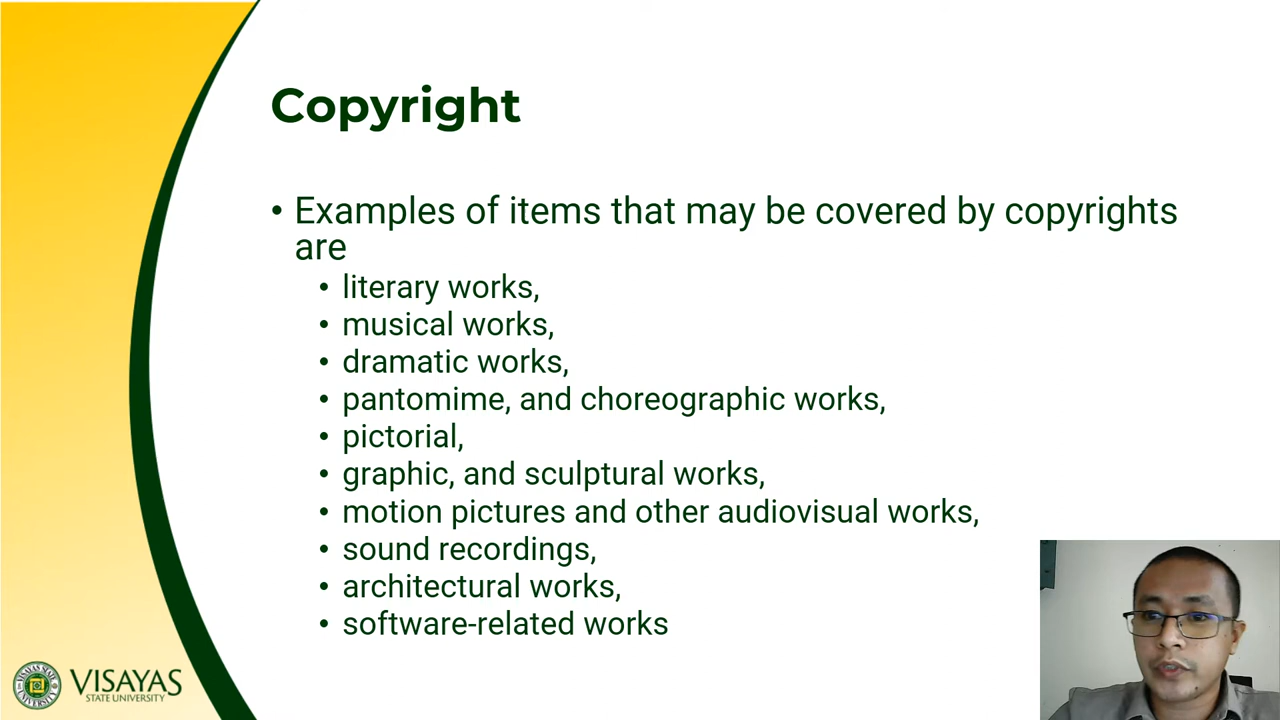 Copyright
• Examples of items that may be covered by copyrights
are
• literary works,
• musical works,
• dramatic works,
• pantomime, and choreographic works,
• pictorial,
• graphic, and sculptural works,
• motion pictures and other audiovisual works,
• sound recordings,
• architectural works,
• software-related works
VISAYAS
STATE UNIVERSITY